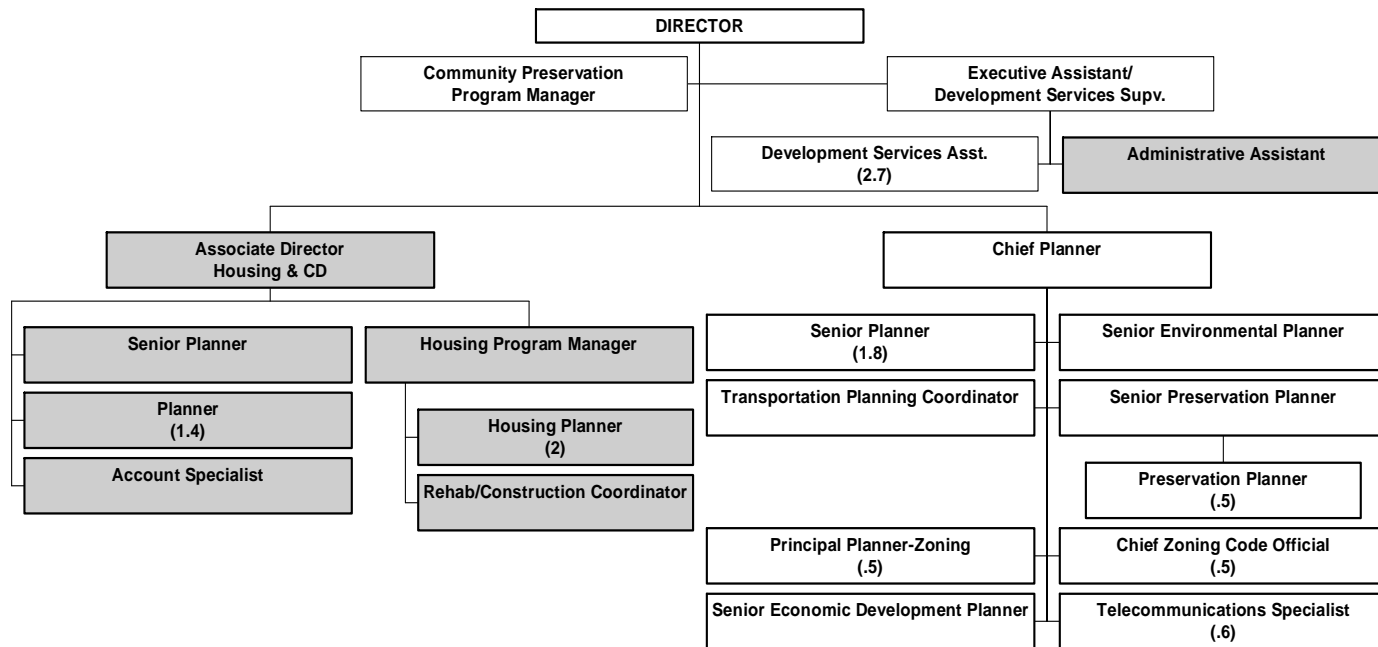 DIRECTOR
Community Preservation
Program Manager
Executive Assistant/
Development Services Supv.
Development Services Asst.
(2.7)
Administrative Assistant
Associate Director
Housing & CD
Chief Planner
Senior Planner
Housing Program Manager
Planner
(1.4)
Housing Planner
(2)
Account Specialist
Rehab/Construction Coordinator
Senior Planner
(1.8)
Senior Environmental Planner
Transportation Planning Coordinator
Senior Preservation Planner
Preservation Planner
(.5)
Principal Planner-Zoning
(.5)
Chief Zoning Code Official
(.5)
Senior Economic Development Planner
Telecommunications Specialist
(.6)